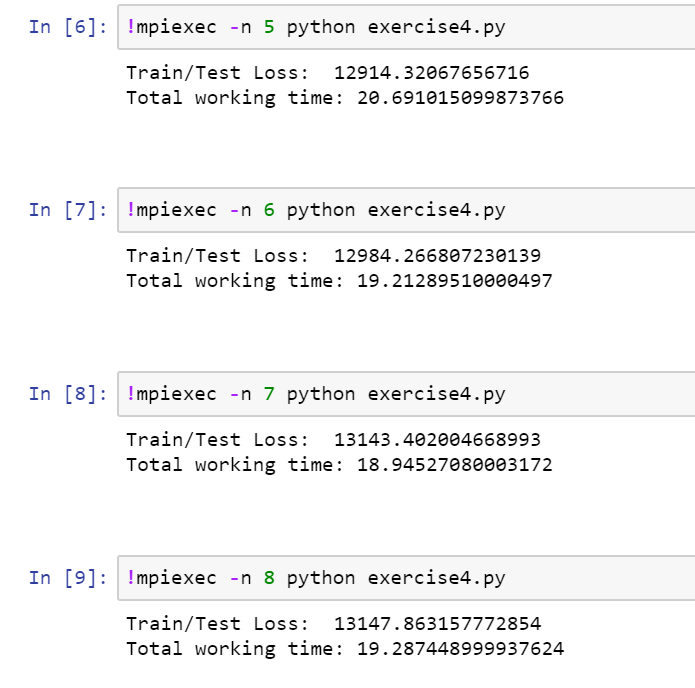 In [6]: !mpiexec -n 5 python exercise4.py
Train/Test Loss:  12914.32067656716
Total working time: 20.691015099873766
In [7]: !mpiexec -n 6 python exercise4.py
Train/Test Loss:  12984.266807230139
Total working time: 19.21289510000497
In [8]: !mpiexec -n 7 python exercise4.py
Train/Test Loss:  13143.402004668993
Total working time: 18.94527080003172
In [9]: !mpiexec -n 8 python exercise4.py
Train/Test Loss:  13147.863157772854
Total working time: 19.287448999937624